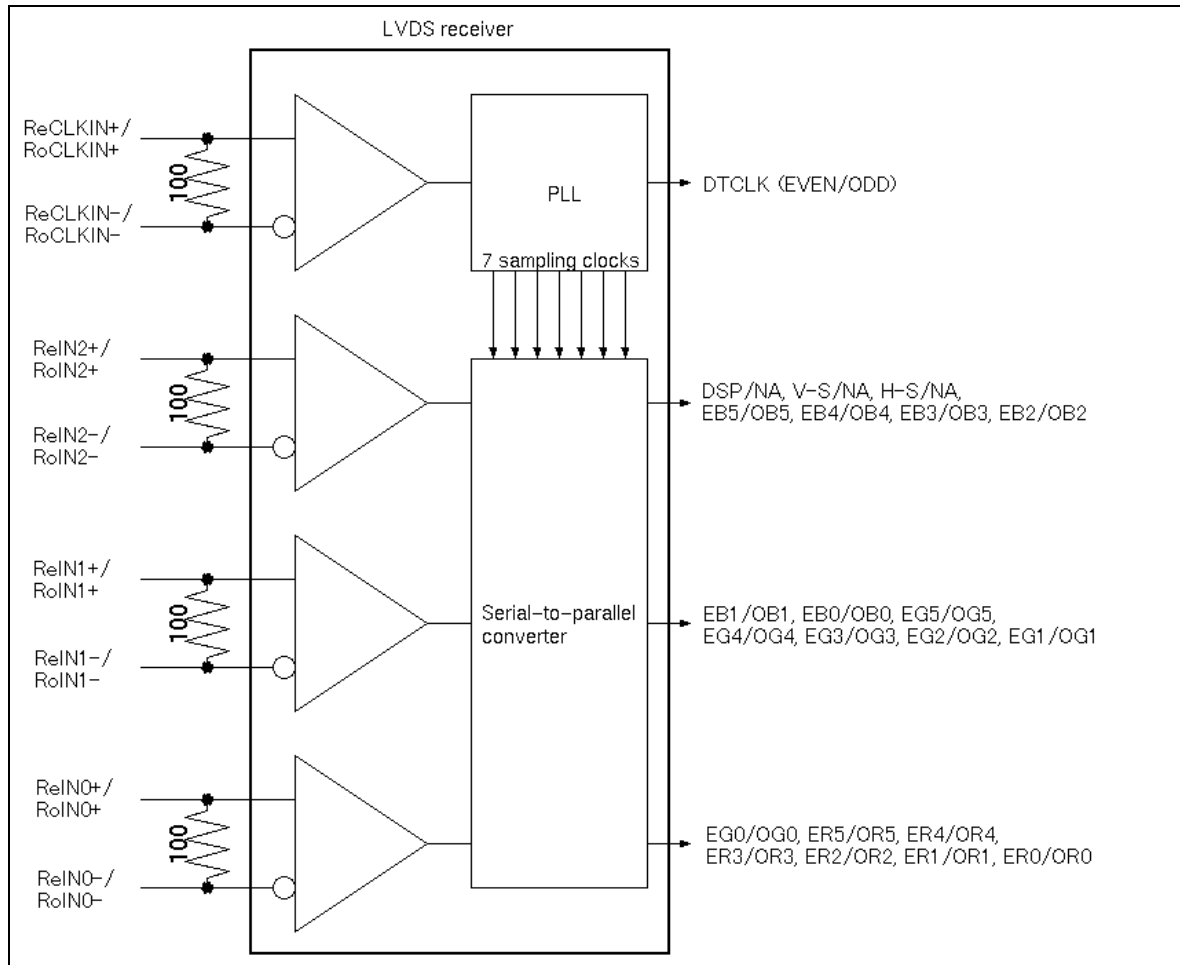 LVDS receiver
ReCLKIN+/
RoCLKIN+
100
ReCLKIN-/
RoCLKIN-
PLL
7 sampling clocks
DTCLK (EVEN/ODD)
ReIN2+/
RoIN2+
100
ReIN2-/
RoIN2-
DSP/NA, V-S/NA, H-S/NA,
EB5/OB5, EB4/OB4, EB3/OB3, EB2/OB2
ReIN1+/
RoIN1+
100
ReIN1-/
RoIN1-
Serial-to-parallel
converter
EB1/OB1, EB0/OB0, EG5/OG5,
EG4/OG4, EG3/OG3, EG2/OG2, EG1/OG1
ReIN0+/
RoIN0+
100
ReIN0-/
RoIN0-
EG0/OG0, ER5/OR5, ER4/OR4,
ER3/OR3, ER2/OR2, ER1/OR1, ER0/OR0